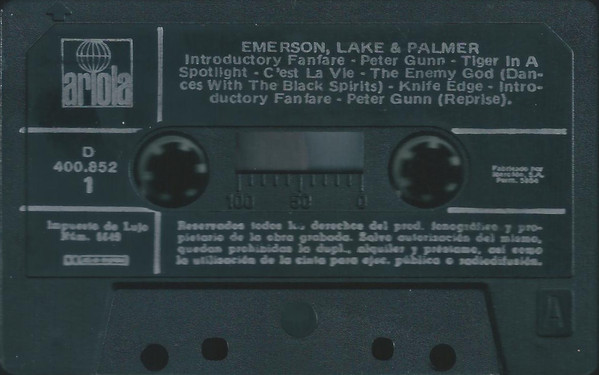 ariola
EMERSON, LAKE & PALMER
Introductory Fanfare - Peter Gunn - Tiger In A
Spotlight - C'est La Vie - The Enemy God (Dan-
ces With The Black Spirits) - Knife Edge - Intro-
ductory Fanfare - Peter Gunn (Reprise).
D
400.852
1
100 50 0
Fabricado por
S.A.
Impuesto de Lujo
Núm.
Reservados todos los derechos del prod. fonográfico y pro-
pietario de la obra grabada. Salvo autorización del mismo,
quedan prohibidas la dupl., alquiler y préstamo, así como
la utilización de la cinta para ejec. pública o radiodifusión.
A